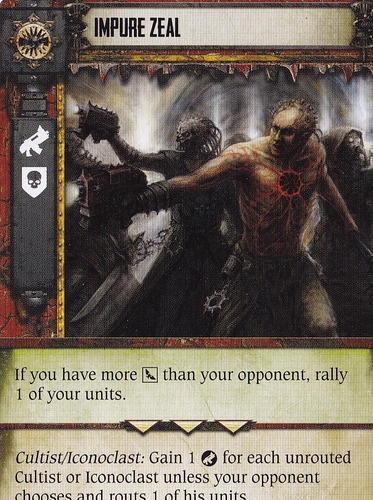 IMPURE ZEAL
If you have more than your opponent, rally
1 of your units.
Cultist/Iconoclast: Gain 1 for each unrouted
Cultist or Iconoclast unless your opponent
chooses and routs 1 of his units.